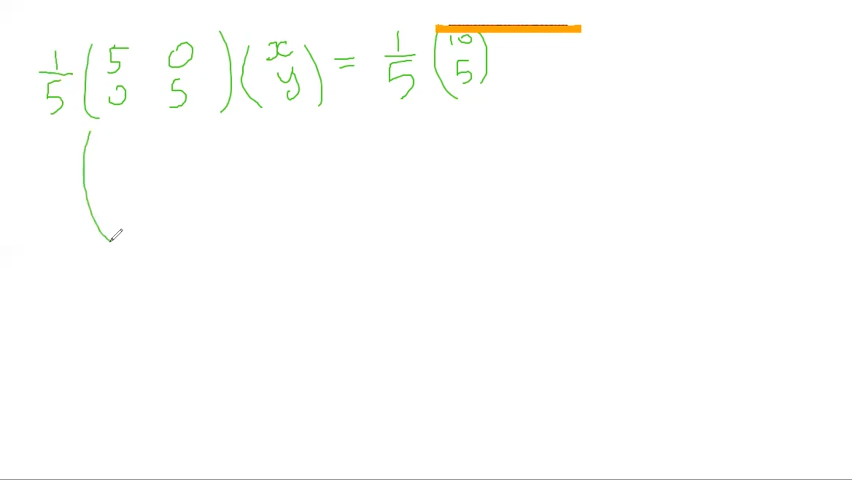 1/5 (5 0) (x) = 1/5 (10)
(0 5) (y) (5)